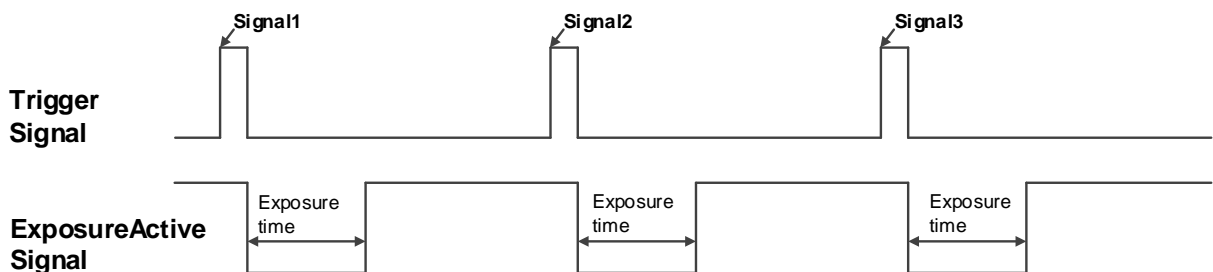 Signal1
Signal2
Signal3
Trigger
Signal
Exposure
time
Exposure
time
Exposure
time
ExposureActive
Signal